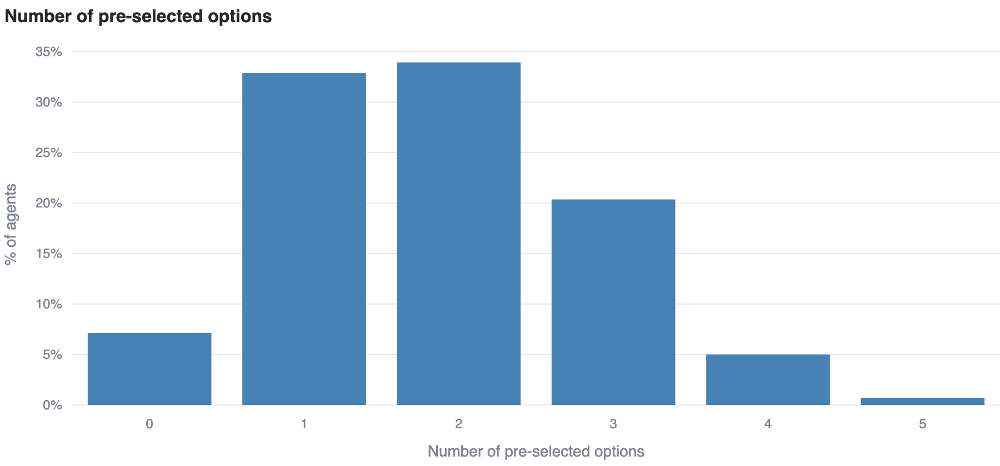 Number of pre-selected options
35%
30%
25%
20%
15%
10%
5%
0%
% of agents
0 1 2 3 4 5
Number of pre-selected options